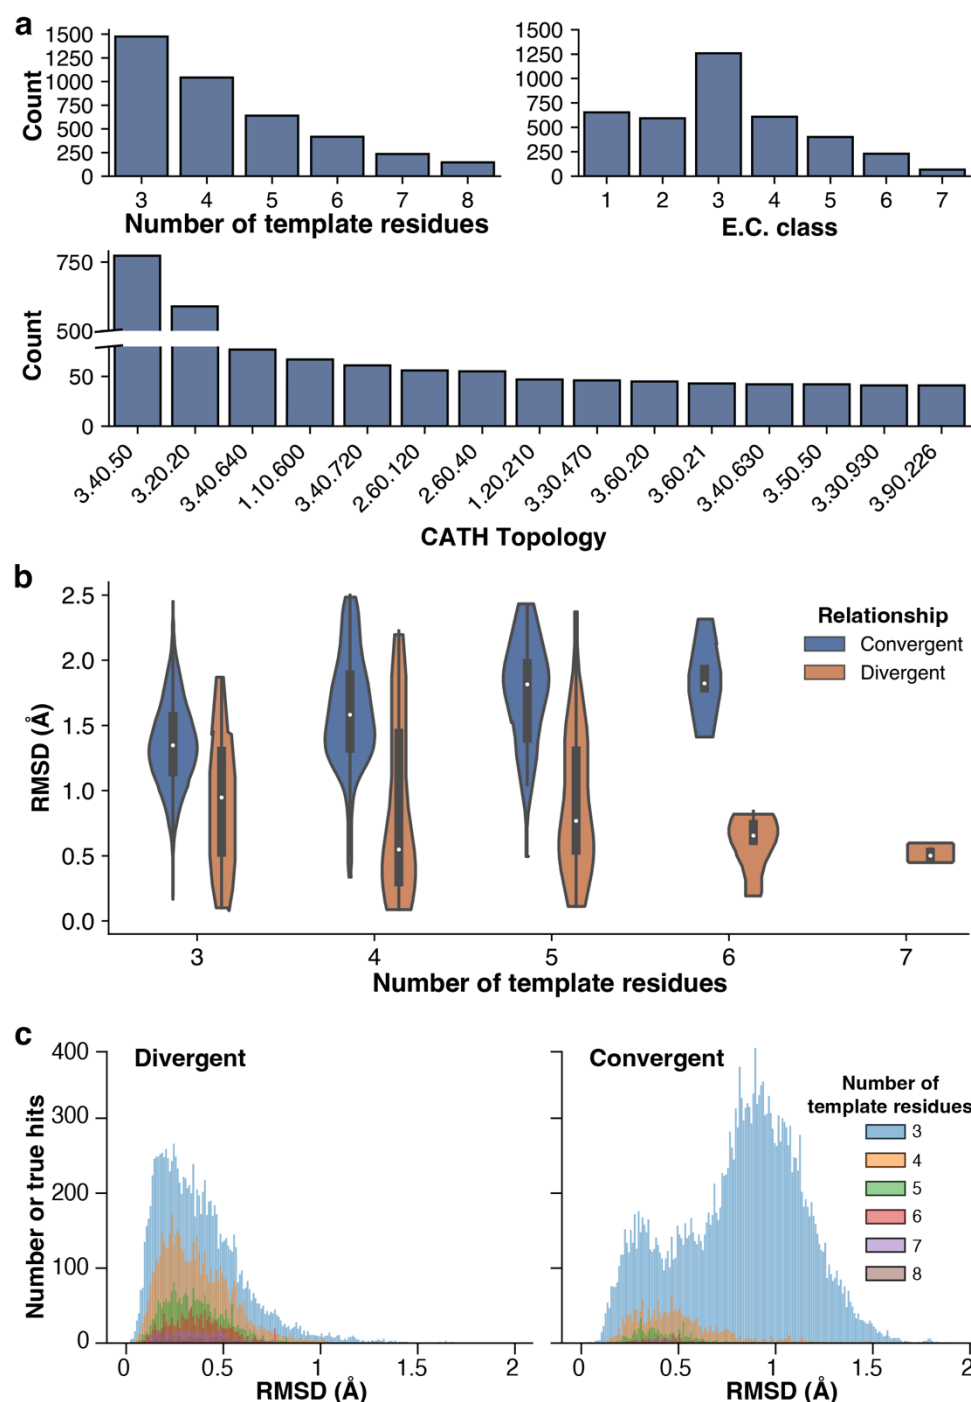 a
Count
1500
1250
1000
750
500
250
0
3 4 5 6 7 8
Number of template residues
1500
1250
1000
750
500
250
0
1 2 3 4 5 6 7
E.C. class
Count
750
500
50
0
3.40.50 3.20.20 3.40.640 1.10.600 3.40.720 2.60.120 2.60.40 1.20.210 3.30.470 3.60.20 3.60.21 3.40.630 3.50.50 3.30.930 3.90.226
CATH Topology
b
RMSD (Å)
2.5
2.0
1.5
1.0
0.5
0.0
Relationship
Convergent
Divergent
3 4 5 6 7
Number of template residues
c
Number or true hits
400
300
200
100
0
Divergent
0 0.5 1 1.5 2
RMSD (Å)
Convergent
Number of
template residues
3
4
5
6
7
8
0 0.5 1 1.5 2
RMSD (Å)